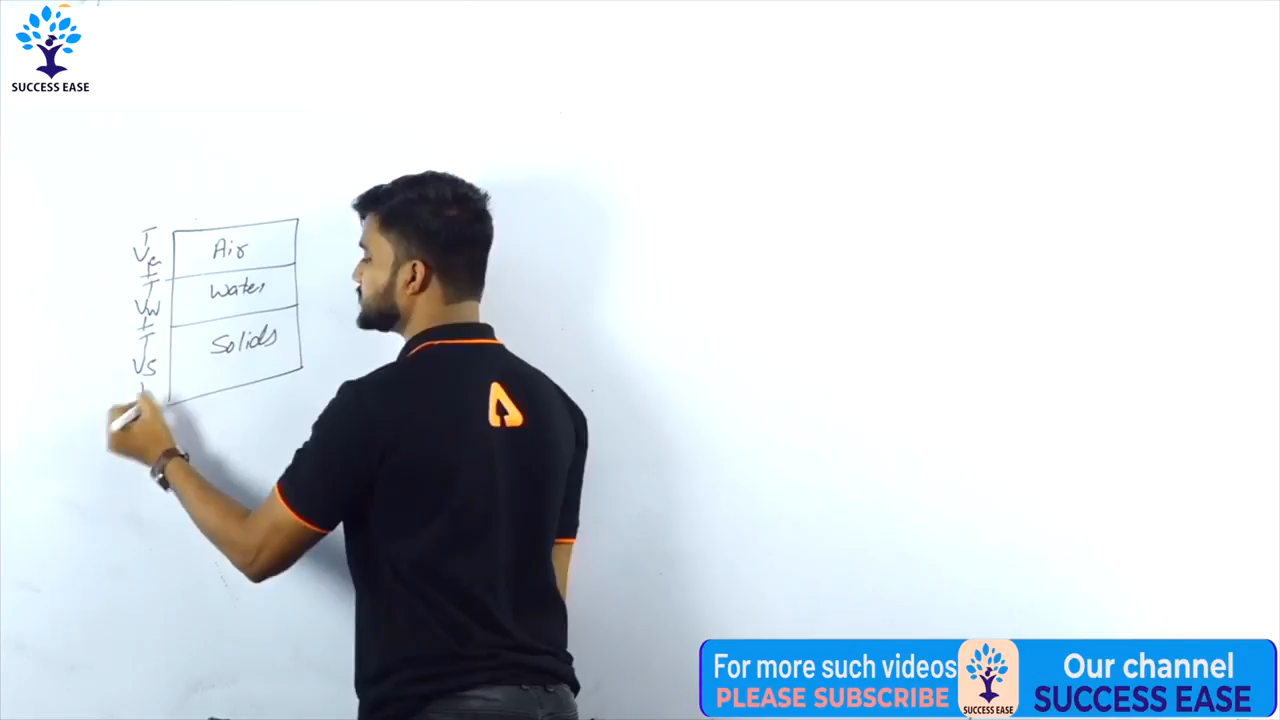 SUCCESS EASE
Air
Va
Water
Vw
Solids
Vs
For more such videos
PLEASE SUBSCRIBE
SUCCESS EASE
Our channel
SUCCESS EASE